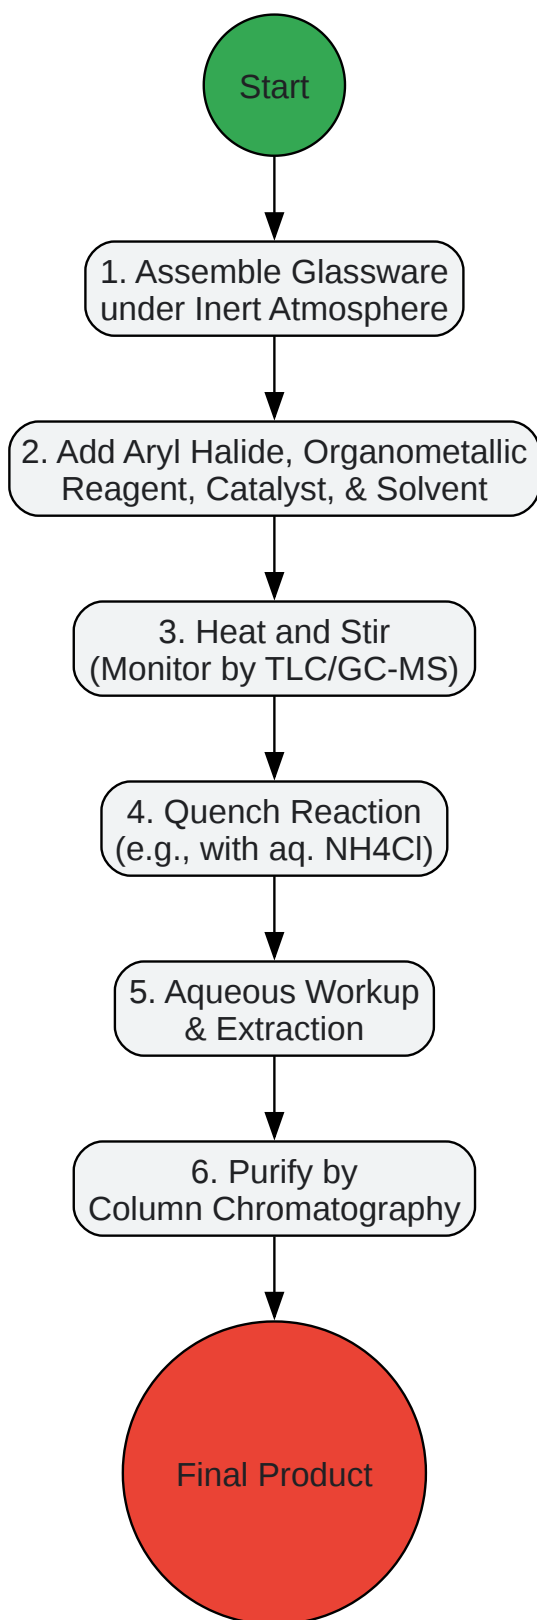 Start
1. Assemble Glassware
under Inert Atmosphere
2. Add Aryl Halide, Organometallic
Reagent, Catalyst, & Solvent
3. Heat and Stir
(Monitor by TLC/GC-MS)
4. Quench Reaction
(e.g., with aq. NH4Cl)
5. Aqueous Workup
& Extraction
6. Purify by
Column Chromatography
Final Product